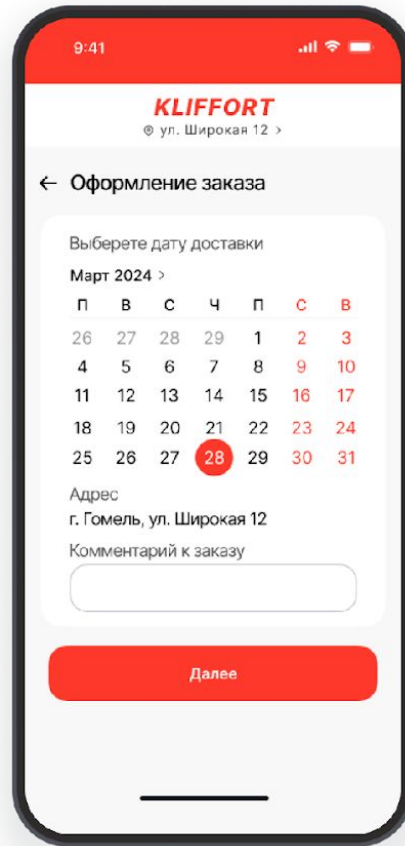 9:41
KLIFFORT
ул. Широкая 12 >
← Оформление заказа
Выберете дату доставки
Март 2024 >
П В С Ч П С В
26 27 28 29 1 2 3
4 5 6 7 8 9 10
11 12 13 14 15 16 17
18 19 20 21 22 23 24
25 26 27 28 29 30 31
Адрес
г. Гомель, ул. Широкая 12
Комментарий к заказу
Далее